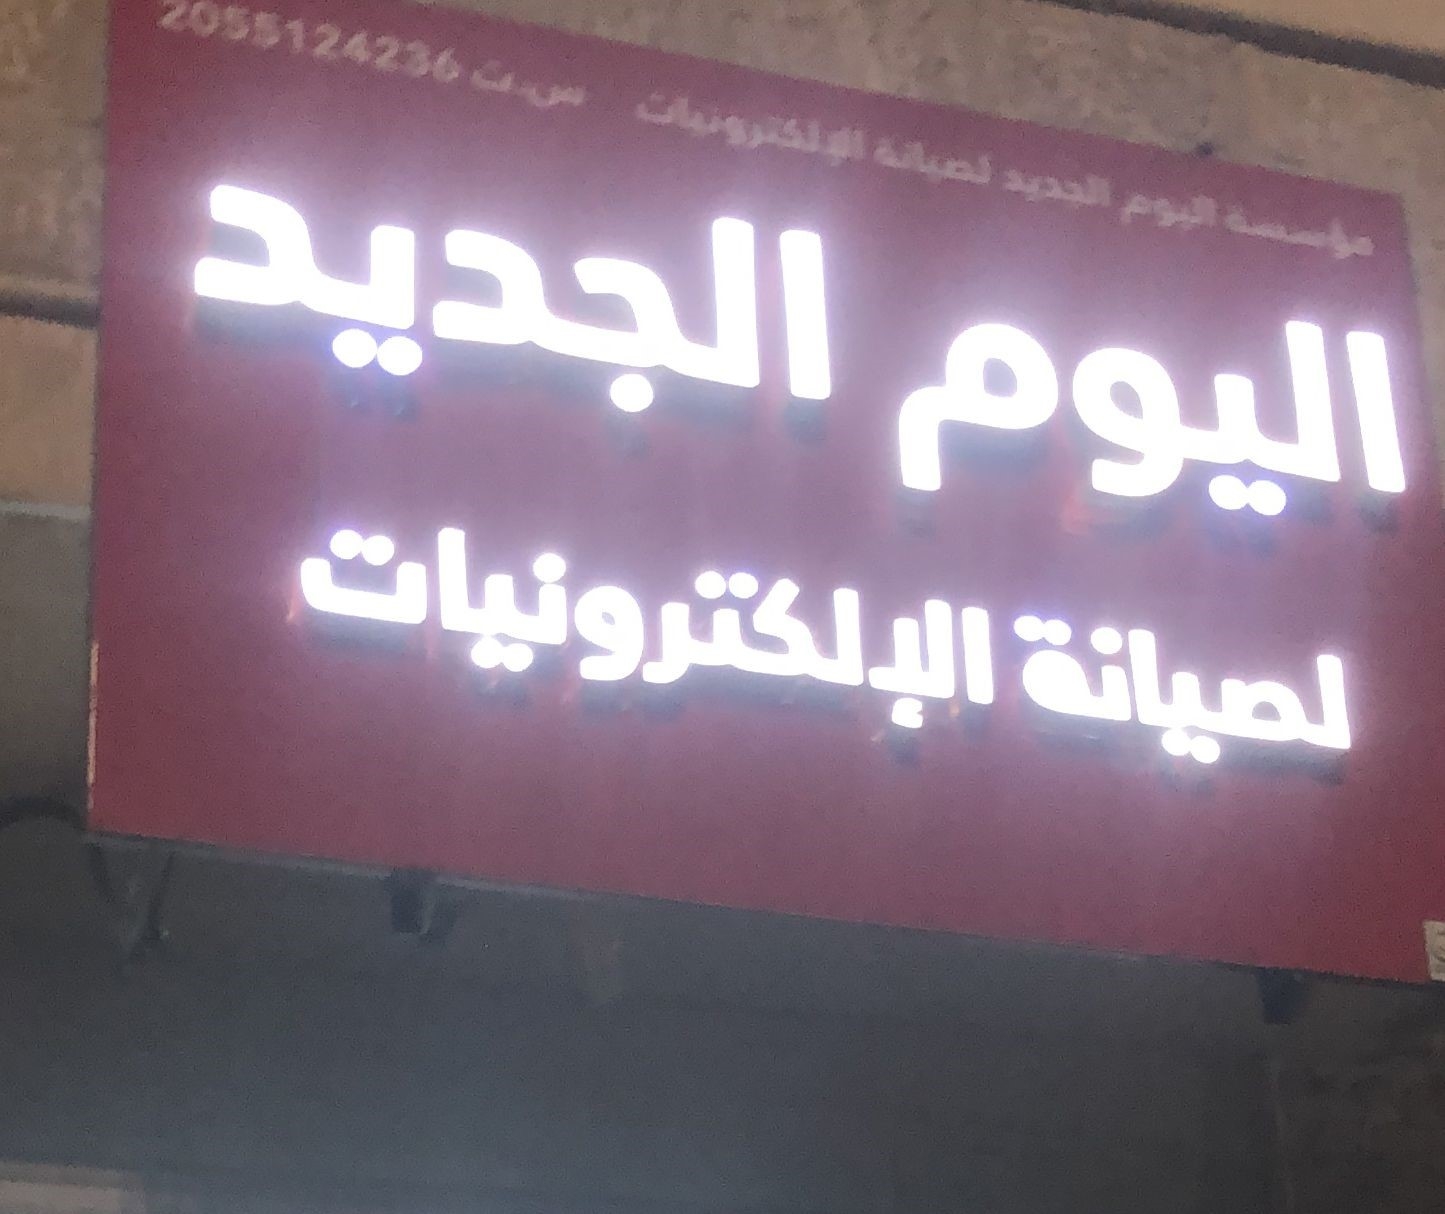 مؤسسة اليوم الجديد لصيانة الإلكترونيات س.ت 2055124236
اليوم الجديد
لصيانة الإلكترونيات